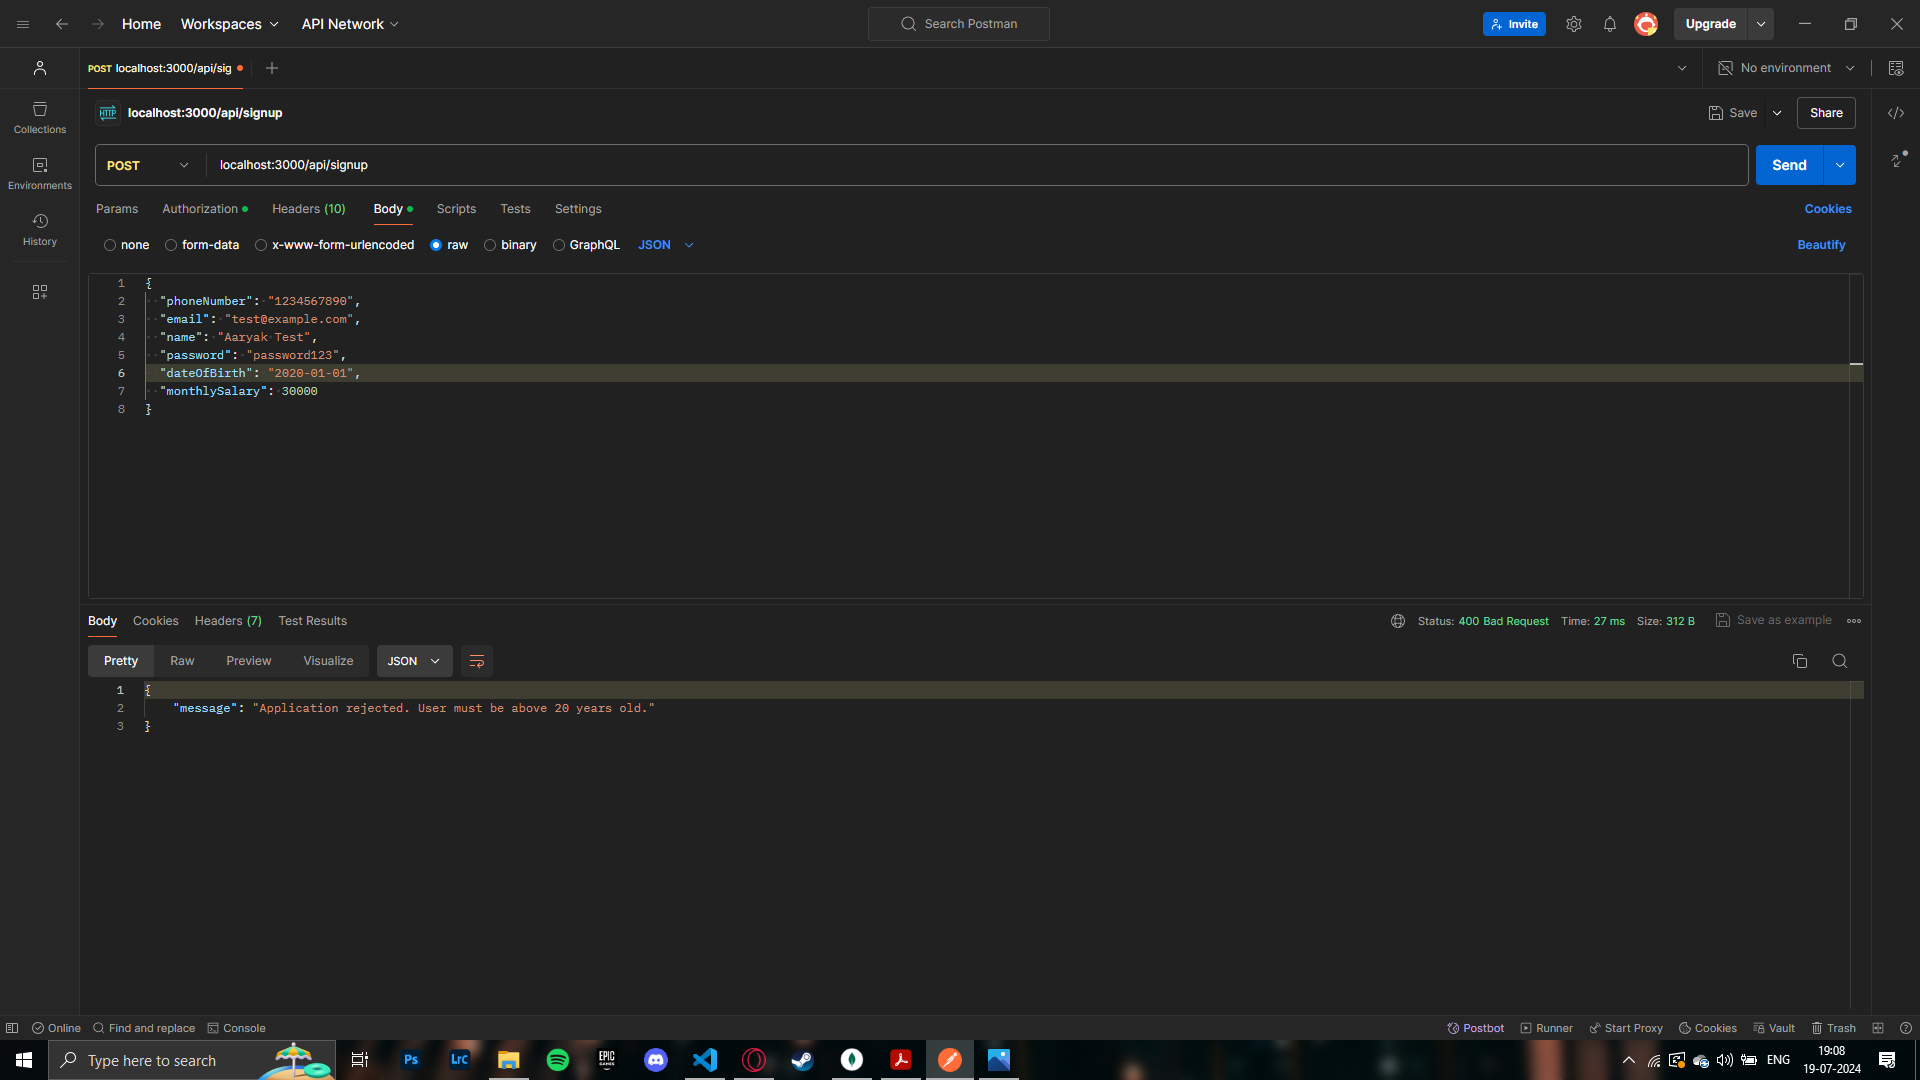 Home Workspaces API Network Search Postman Invite Upgrade
POST localhost:3000/api/sig No environment
HTTP localhost:3000/api/signup Save Share
POST localhost:3000/api/signup Send
Params Authorization Headers (10) Body Scripts Tests Settings Cookies
none form-data x-www-form-urlencoded raw binary GraphQL JSON Beautify
Collections
Environments
History
1 {
2 "phoneNumber": "1234567890",
3 "email": "test@example.com",
4 "name": "Aaryak Test",
5 "password": "password123",
6 "dateOfBirth": "2020-01-01",
7 "monthlySalary": 30000
8 }
Body Cookies Headers (7) Test Results Status: 400 Bad Request Time: 27 ms Size: 312 B Save as example
Pretty Raw Preview Visualize JSON
1 {
2 "message": "Application rejected. User must be above 20 years old."
3 }
Online Find and replace Console Postbot Runner Start Proxy Cookies Vault Trash
Type here to search Ps Lrc EPIC GAMES ENG 19:08
19-07-2024